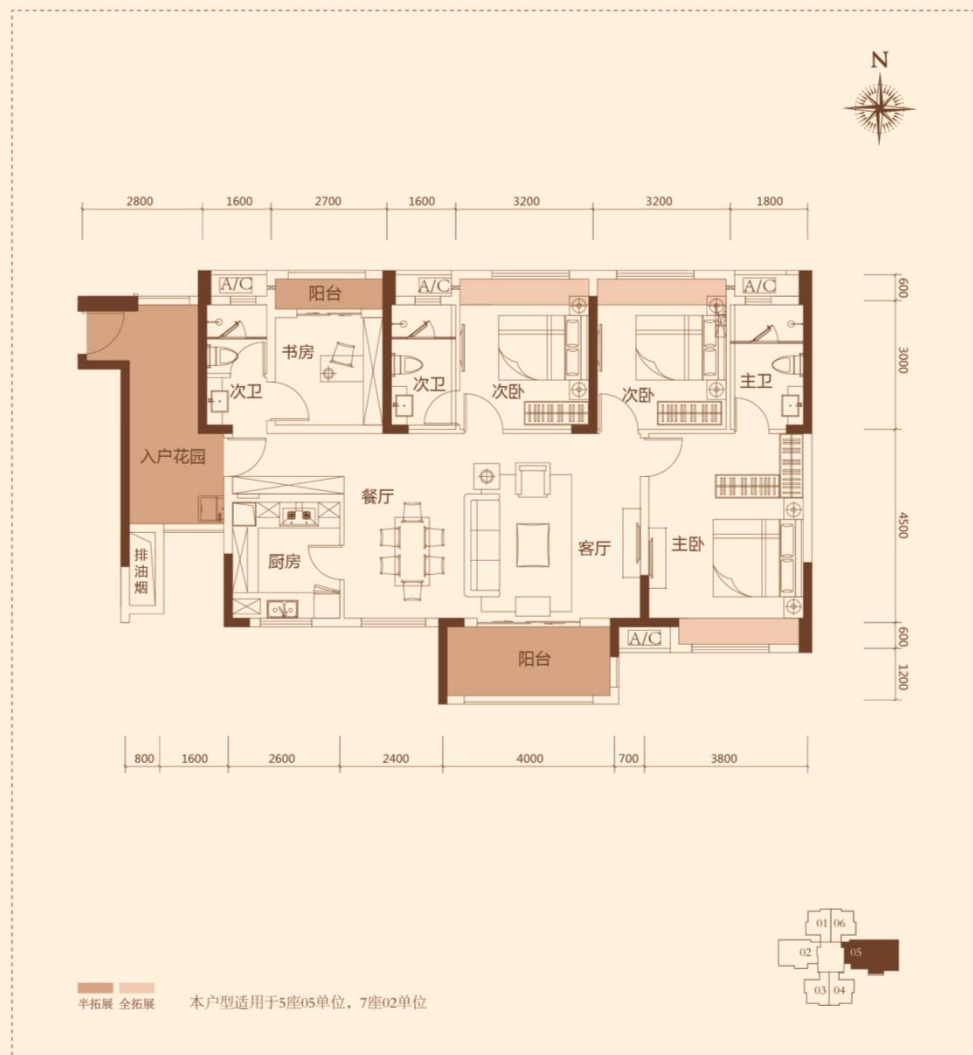 N
2800 1600 2700 1600 3200 3200 1800
A/C A/C A/C
阳台
600
3000
书房
次卫 次卫 次卧 次卧 主卫
入户花园
餐厅
4500
客厅 主卧
厨房
排油烟
600
A/C
阳台
1200
800 1600 2600 2400 4000 700 3800
01 06
02 05
03 04
半拓展 全拓展 本户型适用于5座05单位，7座02单位